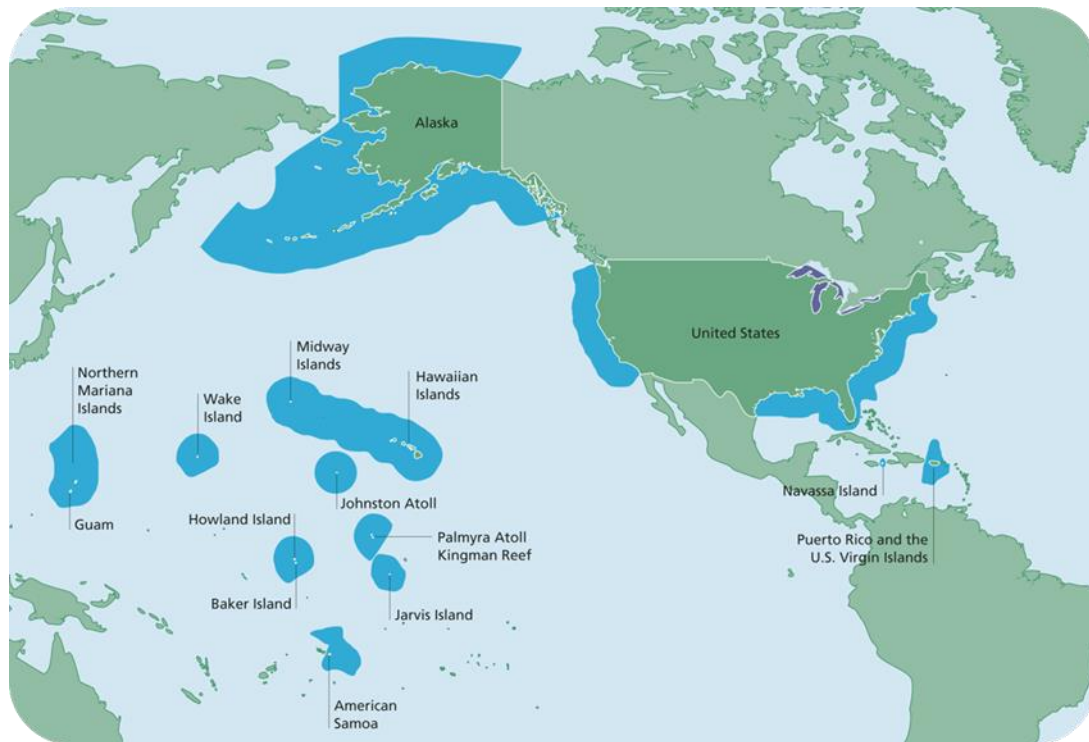 Alaska
United States
Midway
Islands
Hawaiian
Islands
Northern
Mariana
Islands
Wake
Island
Guam
Johnston Atoll
Howland Island
Palmyra Atoll
Kingman Reef
Baker Island
Jarvis Island
American
Samoa
Navassa Island
Puerto Rico and the
U.S. Virgin Islands